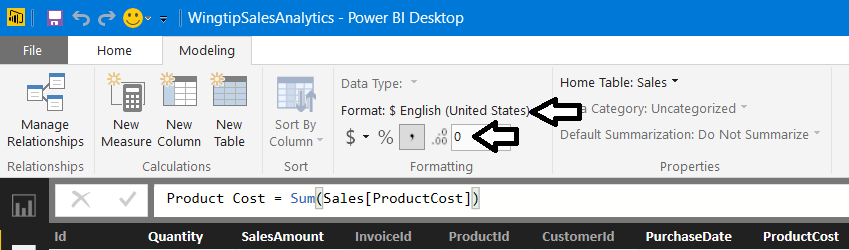 WingtipSalesAnalytics - Power BI Desktop
File Home Modeling
Manage Relationships
New Measure
New Column
New Table
Sort By Column
Data Type:
Format: $ English (United States)
$ % , .00 0
Home Table: Sales
Category: Uncategorized
Default Summarization: Do Not Summarize
Relationships Calculations Sort Formatting Properties
Product Cost = Sum(Sales[ProductCost])
Id Quantity SalesAmount InvoiceId ProductId CustomerId PurchaseDate ProductCost